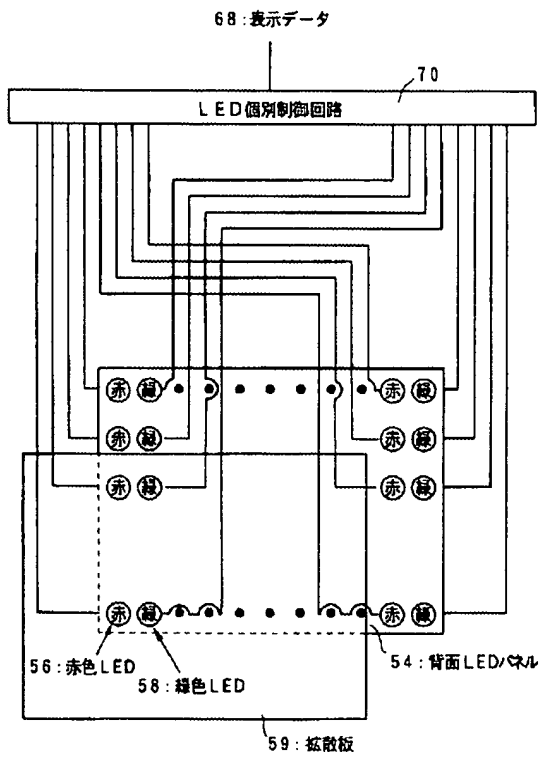 68:表示データ
70
LED個別制御回路
赤 緑 赤 緑
赤 緑 赤 緑
赤 緑 赤 緑
赤 緑 赤 緑
56:赤色LED
58:緑色LED
54:背面LEDパネル
59:拡散板